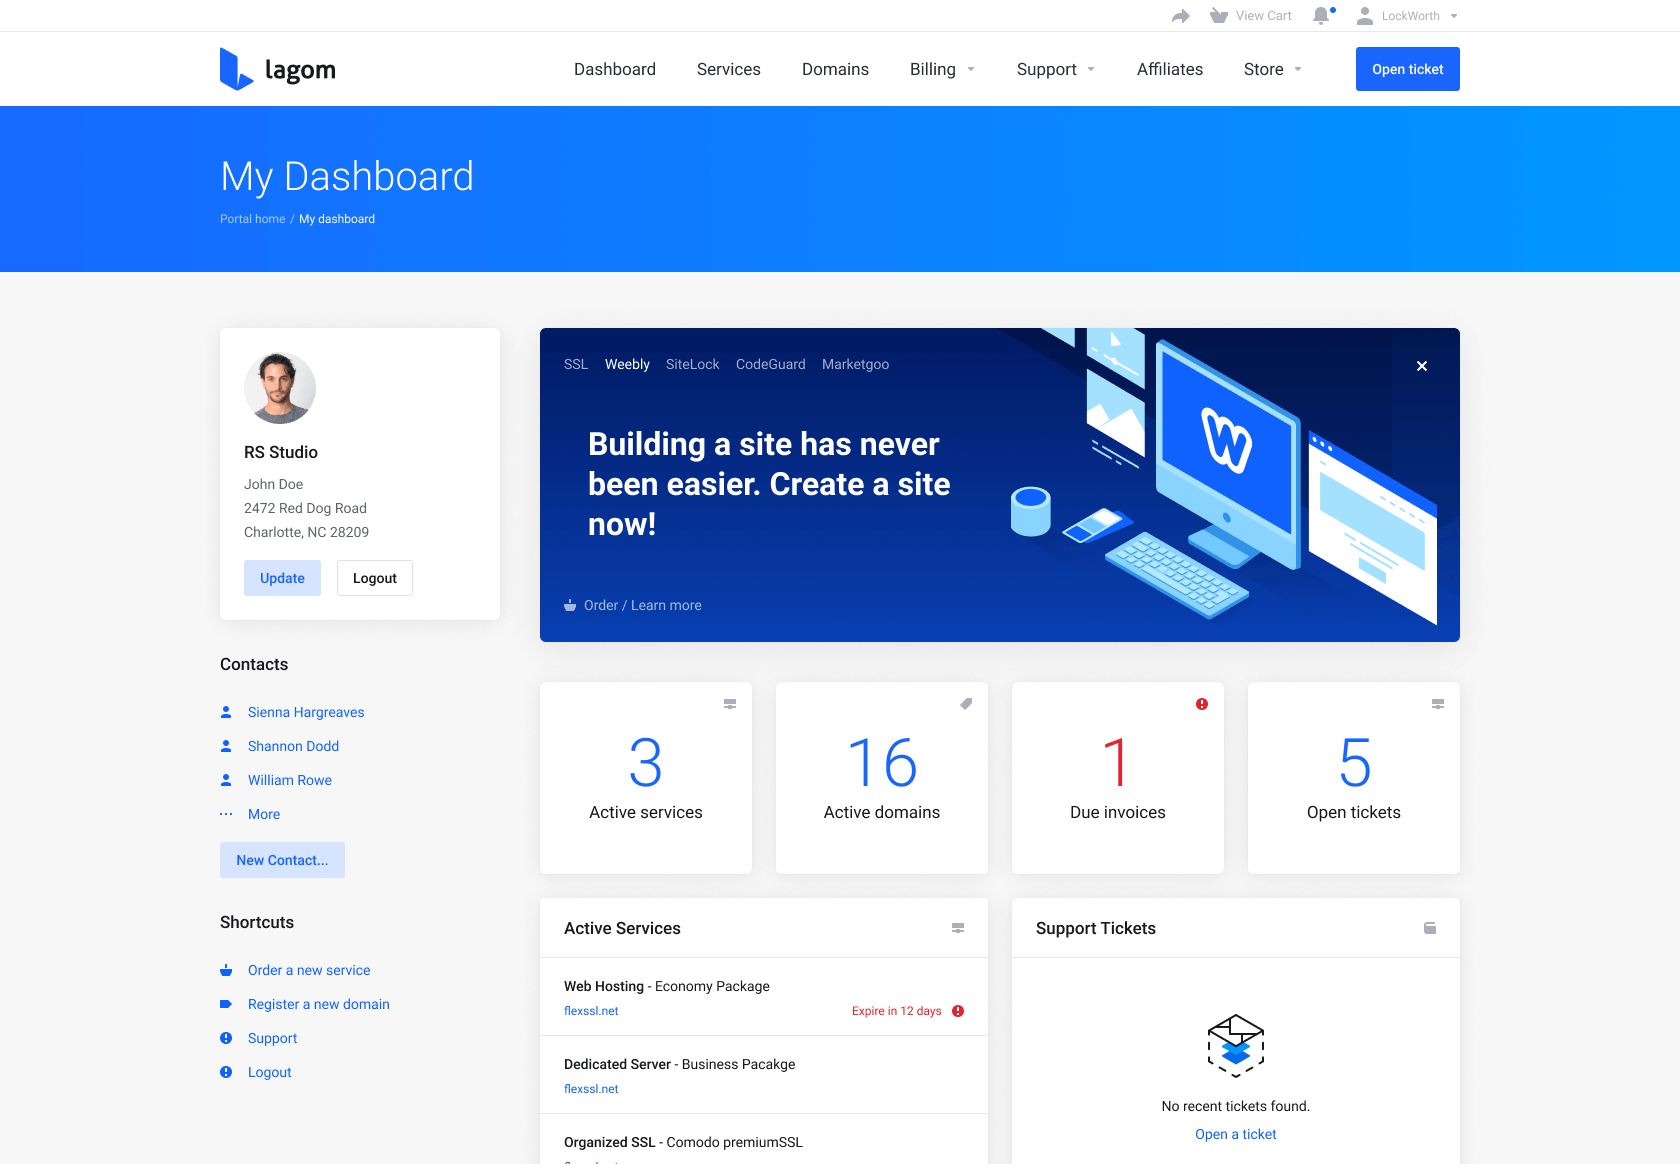 View Cart
LockWorth
lagom
Dashboard
Services
Domains
Billing
Support
Affiliates
Store
Open ticket
My Dashboard
Portal home / My dashboard
RS Studio
John Doe
2472 Red Dog Road
Charlotte, NC 28209
Update
Logout
Contacts
Sienna Hargreaves
Shannon Dodd
William Rowe
More
New Contact...
Shortcuts
Order a new service
Register a new domain
Support
Logout
SSL
Weebly
SiteLock
CodeGuard
Marketgoo
Building a site has never
been easier. Create a site
now!
Order / Learn more
W
3
Active services
16
Active domains
1
Due invoices
5
Open tickets
Active Services
Web Hosting - Economy Package
flexssl.net
Expire in 12 days
Dedicated Server - Business Pacakge
flexssl.net
Organized SSL - Comodo premiumSSL
Support Tickets
No recent tickets found.
Open a ticket